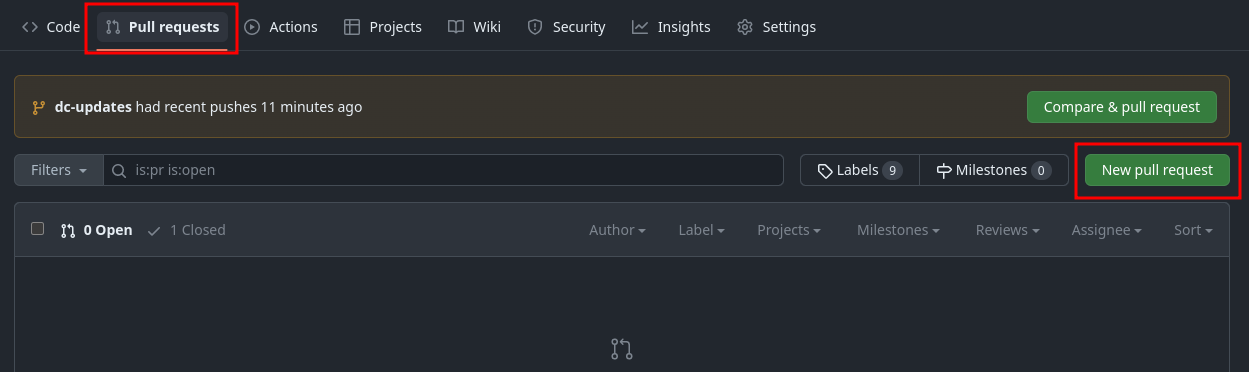 Code Pull requests Actions Projects Wiki Security Insights Settings
dc-updates had recent pushes 11 minutes ago Compare & pull request
Filters is:pr is:open Labels 9 Milestones 0 New pull request
0 Open 1 Closed Author Label Projects Milestones Reviews Assignee Sort